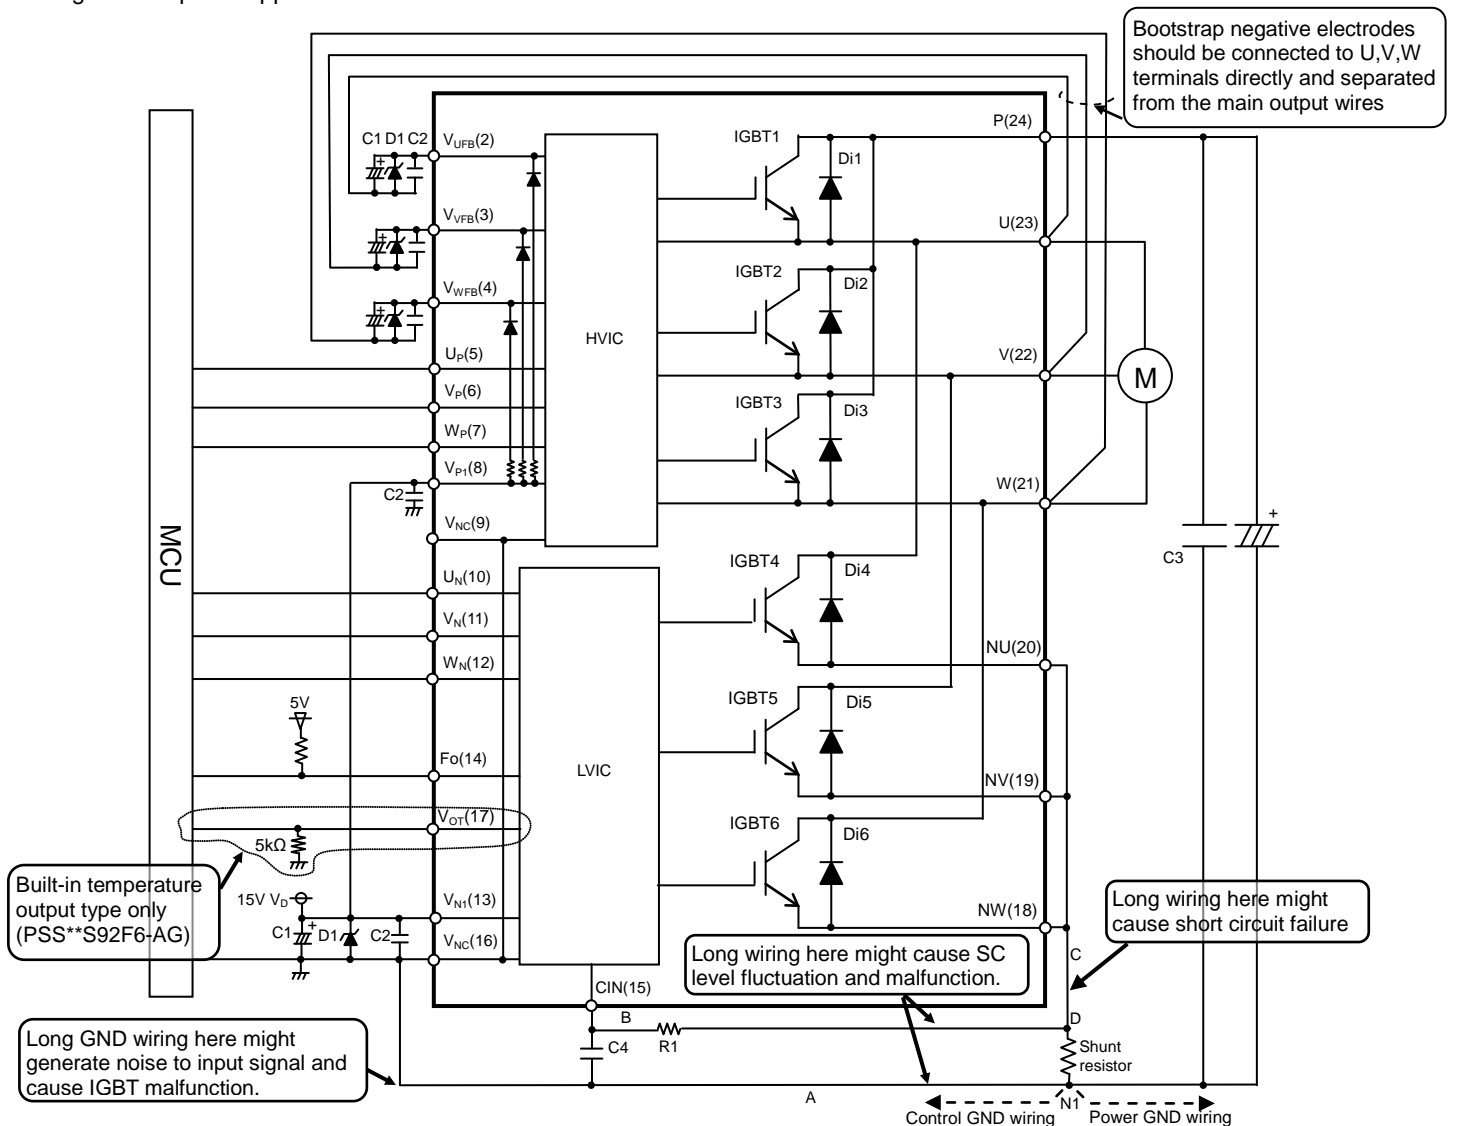 Bootstrap negative electrodes
should be connected to U,V,W
terminals directly and separated
from the main output wires
C1 D1 C2
VUFB(2)
IGBT1
Di1
P(24)
VVFB(3)
U(23)
VWFB(4)
IGBT2
Di2
HVIC
UP(5)
V(22)
M
VP(6)
IGBT3
Di3
WP(7)
VP1(8)
W(21)
C2
VNC(9)
+
C3
MCU
UN(10)
IGBT4
Di4
VN(11)
WN(12)
NU(20)
5V
IGBT5
Di5
Fo(14)
LVIC
NV(19)
VOT(17)
5kΩ
IGBT6
Di6
Built-in temperature
output type only
(PSS**S92F6-AG)
15V VD
VN1(13)
NW(18)
Long wiring here might
cause short circuit failure
C1
+
D1
C2
VNC(16)
Long wiring here might cause SC
level fluctuation and malfunction.
C
CIN(15)
B
D
R1
C4
Shunt
resistor
Long GND wiring here might
generate noise to input signal and
cause IGBT malfunction.
A
N1
Control GND wiring
Power GND wiring